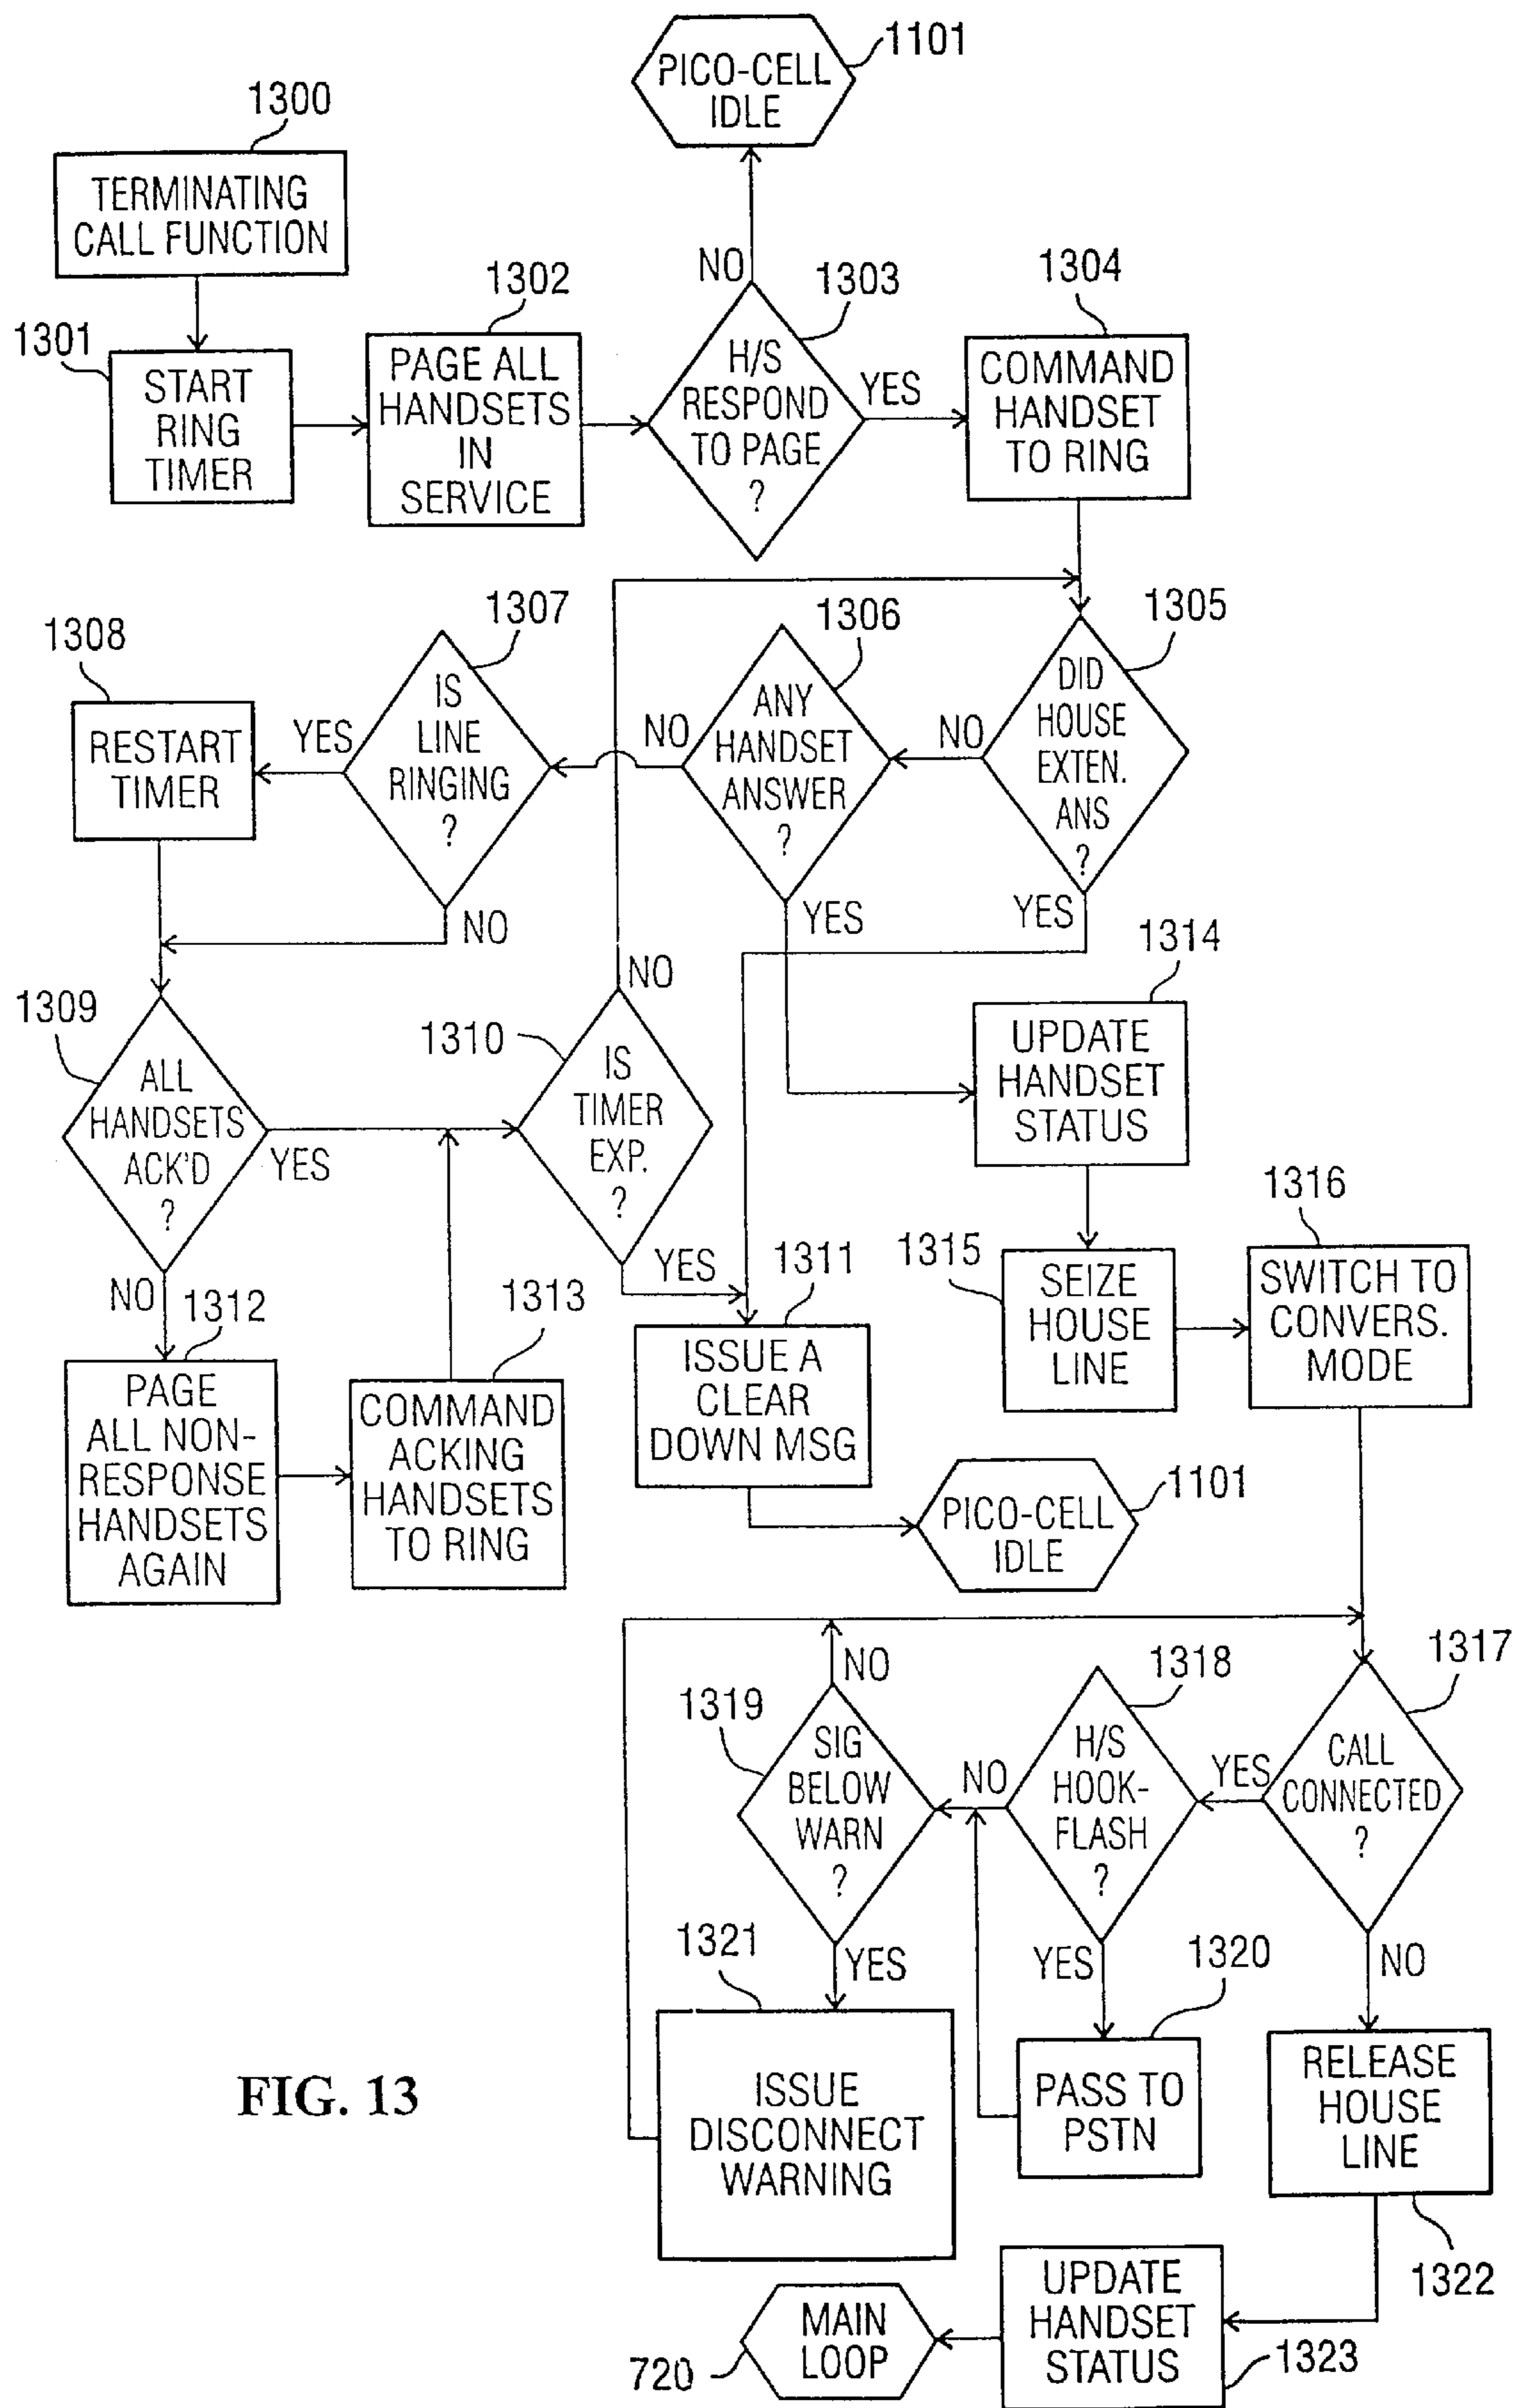 1101
PICO-CELL
IDLE
1300
TERMINATING
CALL FUNCTION
1301
START
RING
TIMER
1302
PAGE ALL
HANDSETS
IN
SERVICE
NO
1303
H/S
RESPOND
TO PAGE
?
YES
1304
COMMAND
HANDSET
TO RING
1305
DID
HOUSE
EXTEN.
ANS
?
NO
YES
1306
ANY
HANDSET
ANSWER
?
NO
YES
1307
IS
LINE
RINGING
?
YES
NO
1308
RESTART
TIMER
1309
ALL
HANDSETS
ACK'D
?
YES
NO
1310
IS
TIMER
EXP.
?
NO
YES
1311
ISSUE A
CLEAR
DOWN MSG
1101
PICO-CELL
IDLE
1312
PAGE
ALL NON-
RESPONSE
HANDSETS
AGAIN
1313
COMMAND
ACKING
HANDSETS
TO RING
1314
UPDATE
HANDSET
STATUS
1315
SEIZE
HOUSE
LINE
1316
SWITCH TO
CONVERS.
MODE
1317
CALL
CONNECTED
?
YES
NO
1318
H/S
HOOK-
FLASH
?
NO
YES
1319
SIG
BELOW
WARN
?
NO
YES
1320
PASS TO
PSTN
1321
ISSUE
DISCONNECT
WARNING
1322
RELEASE
HOUSE
LINE
1323
UPDATE
HANDSET
STATUS
720
MAIN
LOOP
FIG. 13